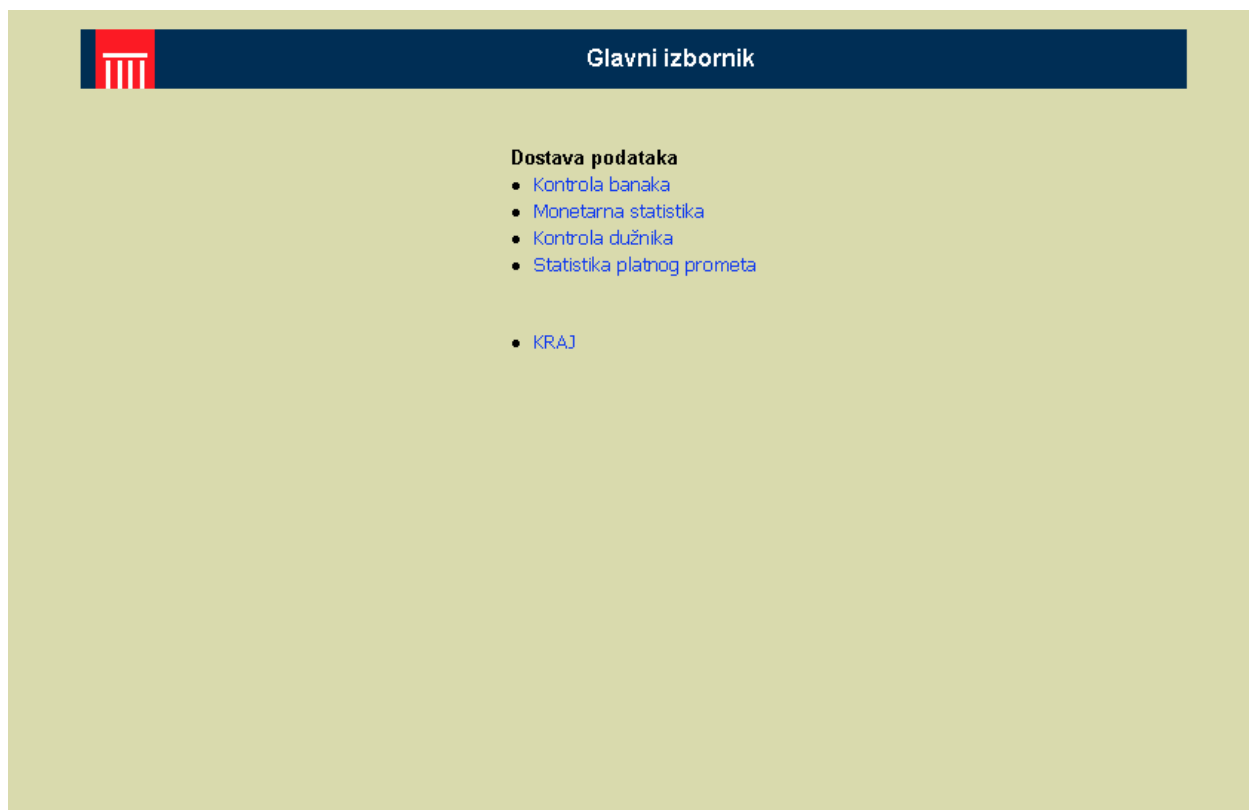 Glavni izbornik
Dostava podataka
• Kontrola banaka
• Monetarna statistika
• Kontrola dužnika
• Statistika platnog prometa
• KRAJ